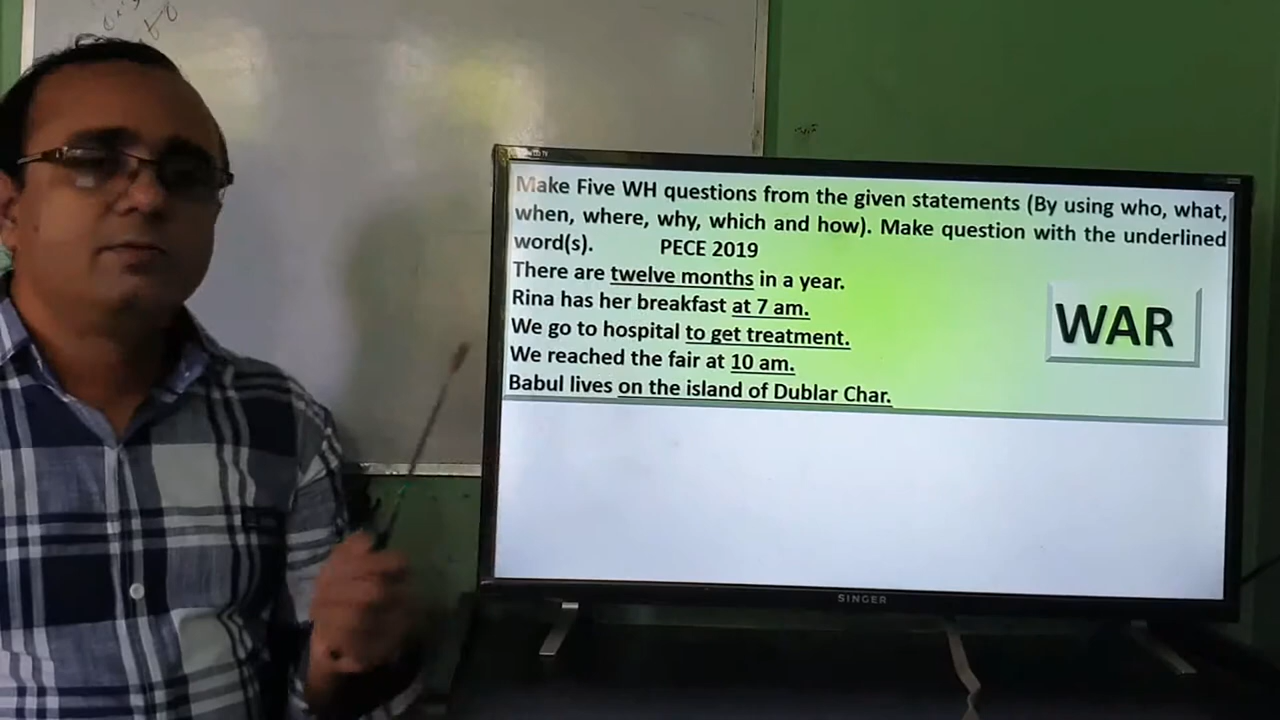 Make Five WH questions from the given statements (By using who, what,
when, where, why, which and how). Make question with the underlined
word(s). PECE 2019
There are twelve months in a year.
Rina has her breakfast at 7 am.
We go to hospital to get treatment.
We reached the fair at 10 am.
Babul lives on the island of Dublar Char.
WAR
SINGER